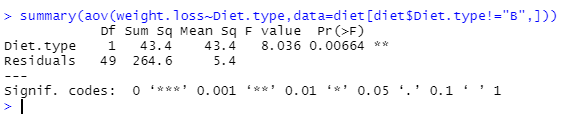 > summary(aov(weight.loss~Diet.type,data=diet[diet$Diet.type!="B",]))
            Df Sum Sq Mean Sq F value  Pr(>F)
Diet.type    1   43.4    43.4   8.036 0.00664 **
Residuals   49  264.6     5.4
---
Signif. codes:  0 ‘***’ 0.001 ‘**’ 0.01 ‘*’ 0.05 ‘.’ 0.1 ‘ ’ 1
>